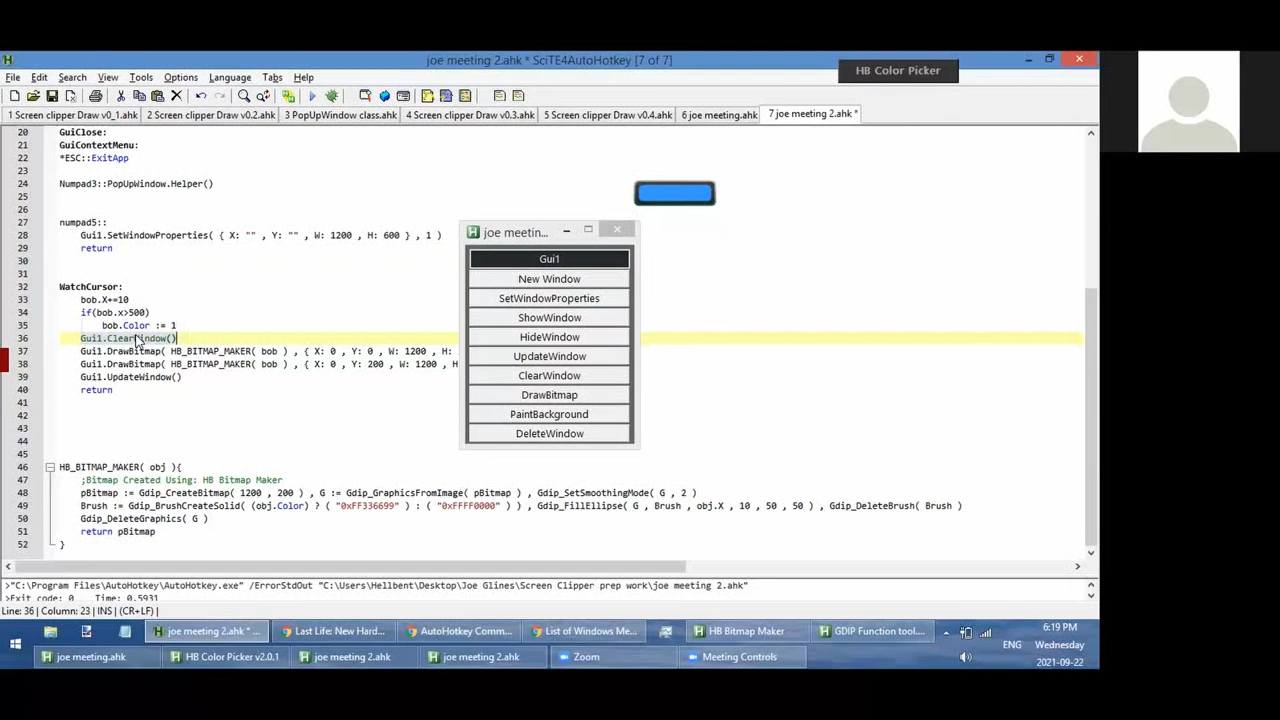 joe meeting 2.ahk * SciTE4AutoHotkey [7 of 7]
HB Color Picker
File Edit Search View Tools Options Language Tabs Help
1 Screen clipper Draw v0_1.ahk 2 Screen clipper Draw v0.2.ahk 3 PopUpWindow class.ahk 4 Screen clipper Draw v0.3.ahk 5 Screen clipper Draw v0.4.ahk 6 joe meeting.ahk 7 joe meeting 2.ahk *
20 GuiClose:
21 GuiContextMenu:
22 *ESC::ExitApp
23
24 Numpad3::PopUpWindow.Helper()
25
26
27 numpad5::
28 Gui1.SetWindowProperties( { X: "" , Y: "" , W: 1200 , H: 600 } , 1 )
29 return
30
31
32 WatchCursor:
33 bob.X+=10
34 if(bob.x>500)
35 bob.Color := 1
36 Gui1.ClearWindow()
37 Gui1.DrawBitmap( HB_BITMAP_MAKER( bob ) , { X: 0 , Y: 0 , W: 1200 , H:
38 Gui1.DrawBitmap( HB_BITMAP_MAKER( bob ) , { X: 0 , Y: 200 , W: 1200 , H
39 Gui1.UpdateWindow()
40 return
41
42
43
44
45
46 HB_BITMAP_MAKER( obj ){
47 ;Bitmap Created Using: HB Bitmap Maker
48 pBitmap := Gdip_CreateBitmap( 1200 , 200 ) , G := Gdip_GraphicsFromImage( pBitmap ) , Gdip_SetSmoothingMode( G , 2 )
49 Brush := Gdip_BrushCreateSolid( (obj.Color) ? ( "0xFF336699" ) : ( "0xFFFF0000" ) ) , Gdip_FillEllipse( G , Brush , obj.X , 10 , 50 , 50 ) , Gdip_DeleteBrush( Brush )
50 Gdip_DeleteGraphics( G )
51 return pBitmap
52 }
joe meetin...
Gui1
New Window
SetWindowProperties
ShowWindow
HideWindow
UpdateWindow
ClearWindow
DrawBitmap
PaintBackground
DeleteWindow
>"C:\Program Files\AutoHotkey\AutoHotkey.exe" /ErrorStdOut "C:\Users\Hellbent\Desktop\Joe Glines\Screen Clipper prep work\joe meeting 2.ahk"
>Exit code: 0 Time: 0.5931
Line: 36 | Column: 23 | INS | (CR+LF) |
joe meeting 2.ahk * ... Last Life: New Hard... AutoHotkey Comm... List of Windows Me... HB Bitmap Maker GDIP Function tool....
joe meeting.ahk HB Color Picker v2.0.1 joe meeting 2.ahk joe meeting 2.ahk Zoom Meeting Controls
6:19 PM
ENG Wednesday
2021-09-22